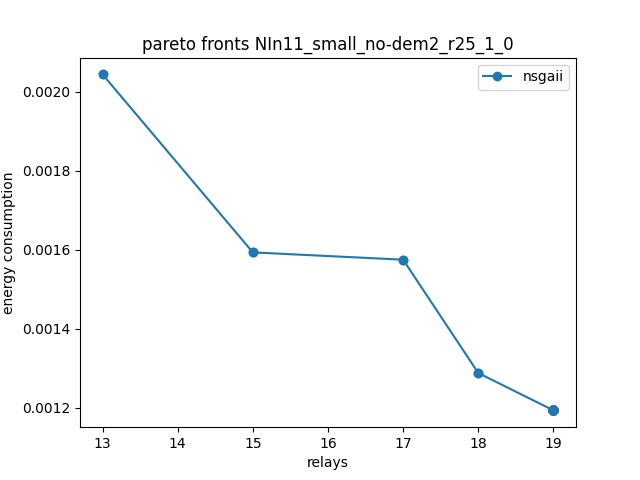 pareto fronts NIn11_small_no-dem2_r25_1_0
nsgaii
energy consumption
0.0020
0.0018
0.0016
0.0014
0.0012
13 14 15 16 17 18 19
relays